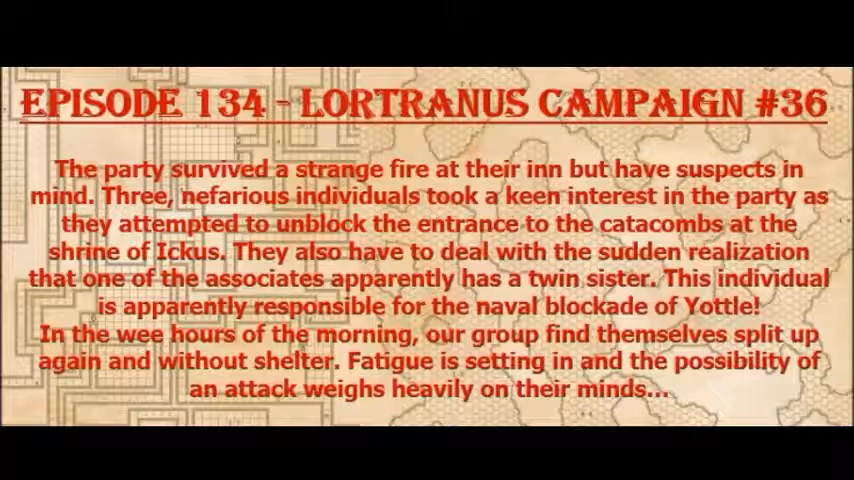 EPISODE 134 - LORTRANUS CAMPAIGN #36
The party survived a strange fire at their inn but have suspects in
mind. Three, nefarious individuals took a keen interest in the party as
they attempted to unblock the entrance to the catacombs at the
shrine of Ickus. They also have to deal with the sudden realization
that one of the associates apparently has a twin sister. This individual
is apparently responsible for the naval blockade of Yottle!
In the wee hours of the morning, our group find themselves split up
again and without shelter. Fatigue is setting in and the possibility of
an attack weighs heavily on their minds...